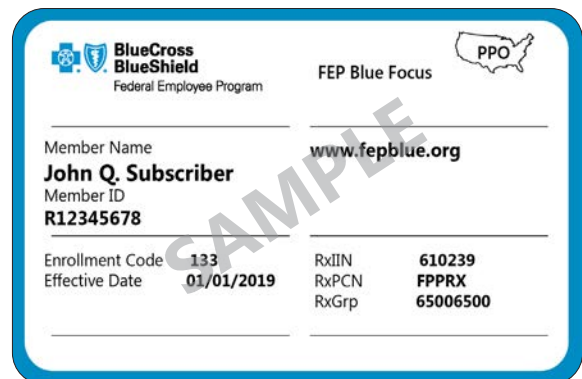 BlueCross
BlueShield
Federal Employee Program
FEP Blue Focus
PPO
Member Name
John Q. Subscriber
Member ID
R12345678
www.fepblue.org
SAMPLE
Enrollment Code 133
Effective Date 01/01/2019
RxIIN 610239
RxPCN FPPRX
RxGrp 65006500